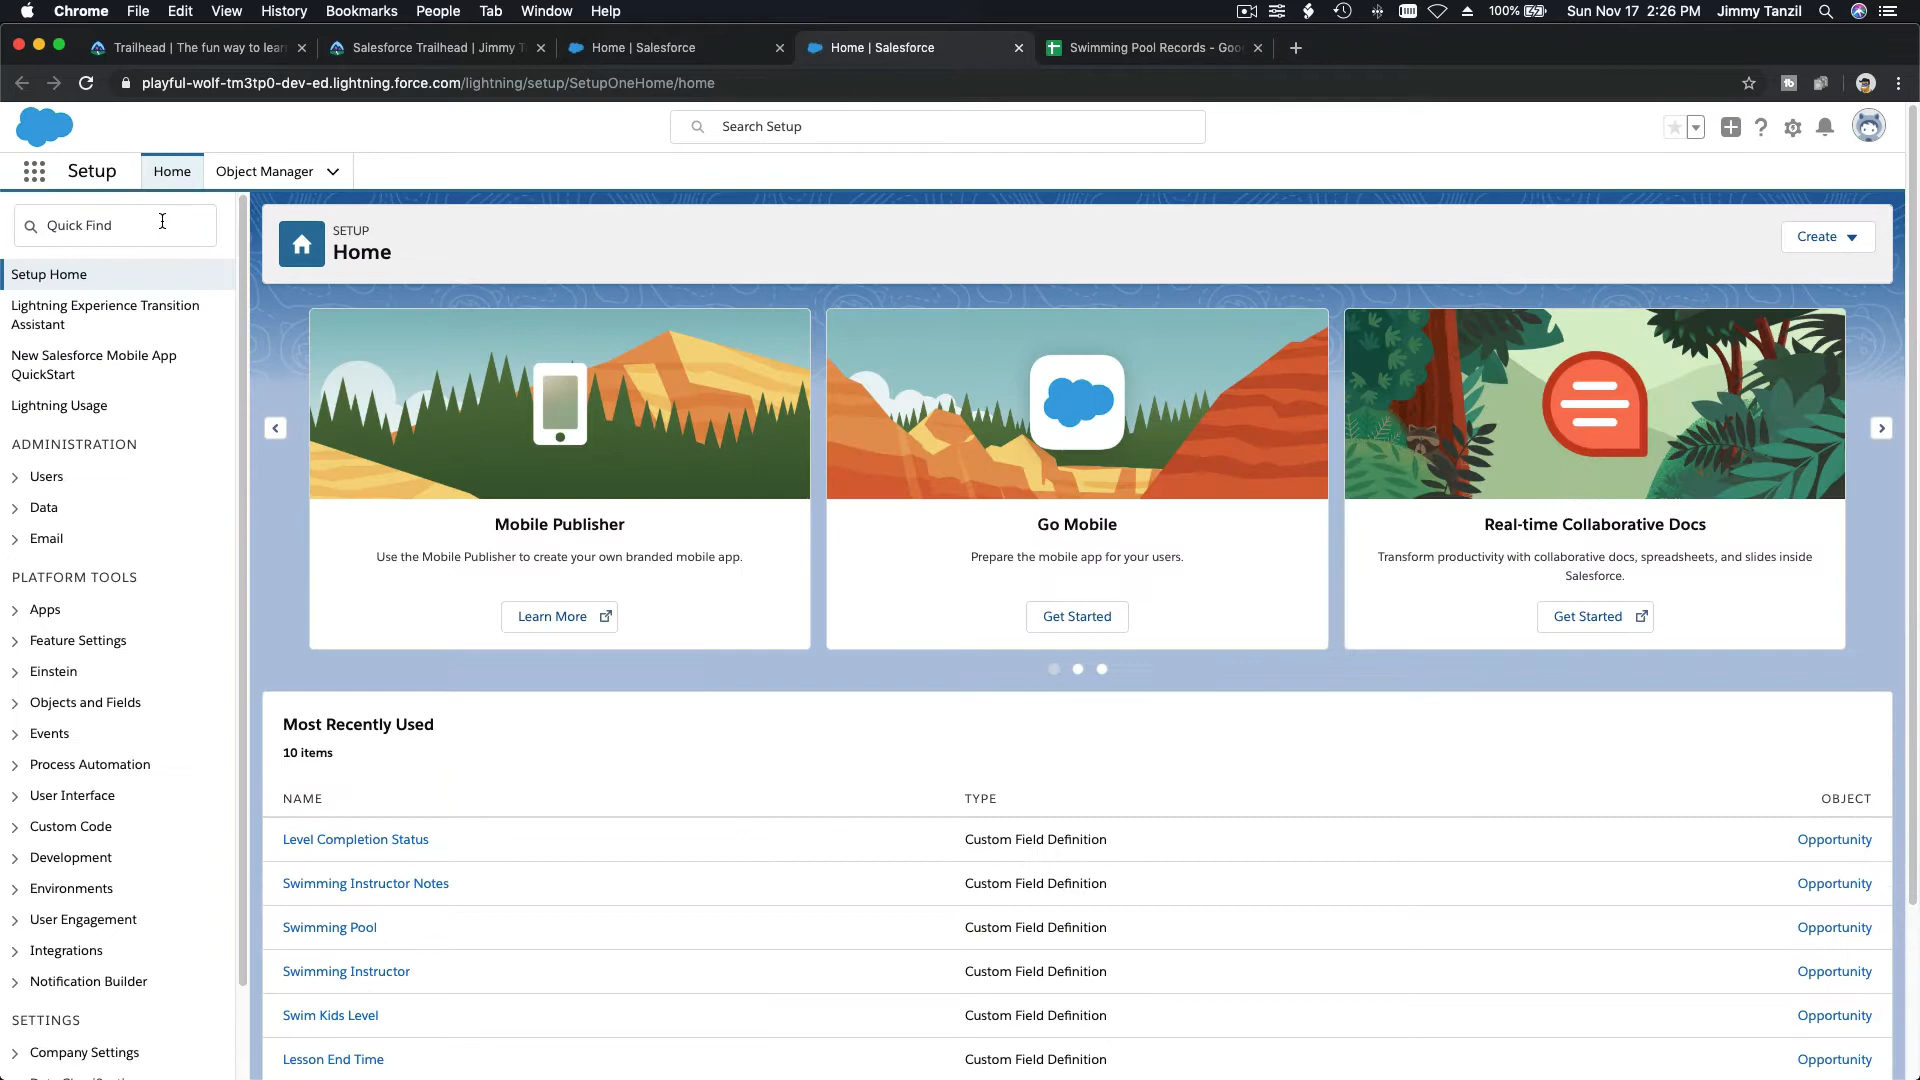 Chrome File Edit View History Bookmarks People Tab Window Help
100% Sun Nov 17 2:26 PM Jimmy Tanzil
Trailhead | The fun way to lear
Salesforce Trailhead | Jimmy T
Home | Salesforce
Home | Salesforce
Swimming Pool Records - Goo
playful-wolf-tm3tp0-dev-ed.lightning.force.com/lightning/setup/SetupOneHome/home
Search Setup
Setup
Home
Object Manager
Quick Find
Setup Home
Lightning Experience Transition
Assistant
New Salesforce Mobile App
QuickStart
Lightning Usage
ADMINISTRATION
Users
Data
Email
PLATFORM TOOLS
Apps
Feature Settings
Einstein
Objects and Fields
Events
Process Automation
User Interface
Custom Code
Development
Environments
User Engagement
Integrations
Notification Builder
SETTINGS
Company Settings
SETUP
Home
Create
Mobile Publisher
Use the Mobile Publisher to create your own branded mobile app.
Learn More
Go Mobile
Prepare the mobile app for your users.
Get Started
Real-time Collaborative Docs
Transform productivity with collaborative docs, spreadsheets, and slides inside
Salesforce.
Get Started
Most Recently Used
10 items
NAME TYPE OBJECT
Level Completion Status Custom Field Definition Opportunity
Swimming Instructor Notes Custom Field Definition Opportunity
Swimming Pool Custom Field Definition Opportunity
Swimming Instructor Custom Field Definition Opportunity
Swim Kids Level Custom Field Definition Opportunity
Lesson End Time Custom Field Definition Opportunity